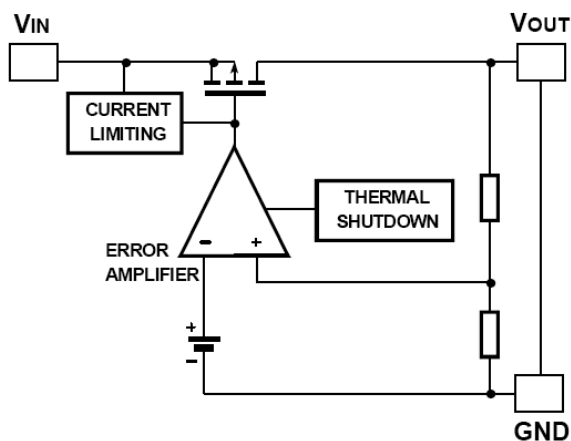 VIN
VOUT
CURRENT
LIMITING
THERMAL
SHUTDOWN
- +
ERROR
AMPLIFIER
+
-
GND